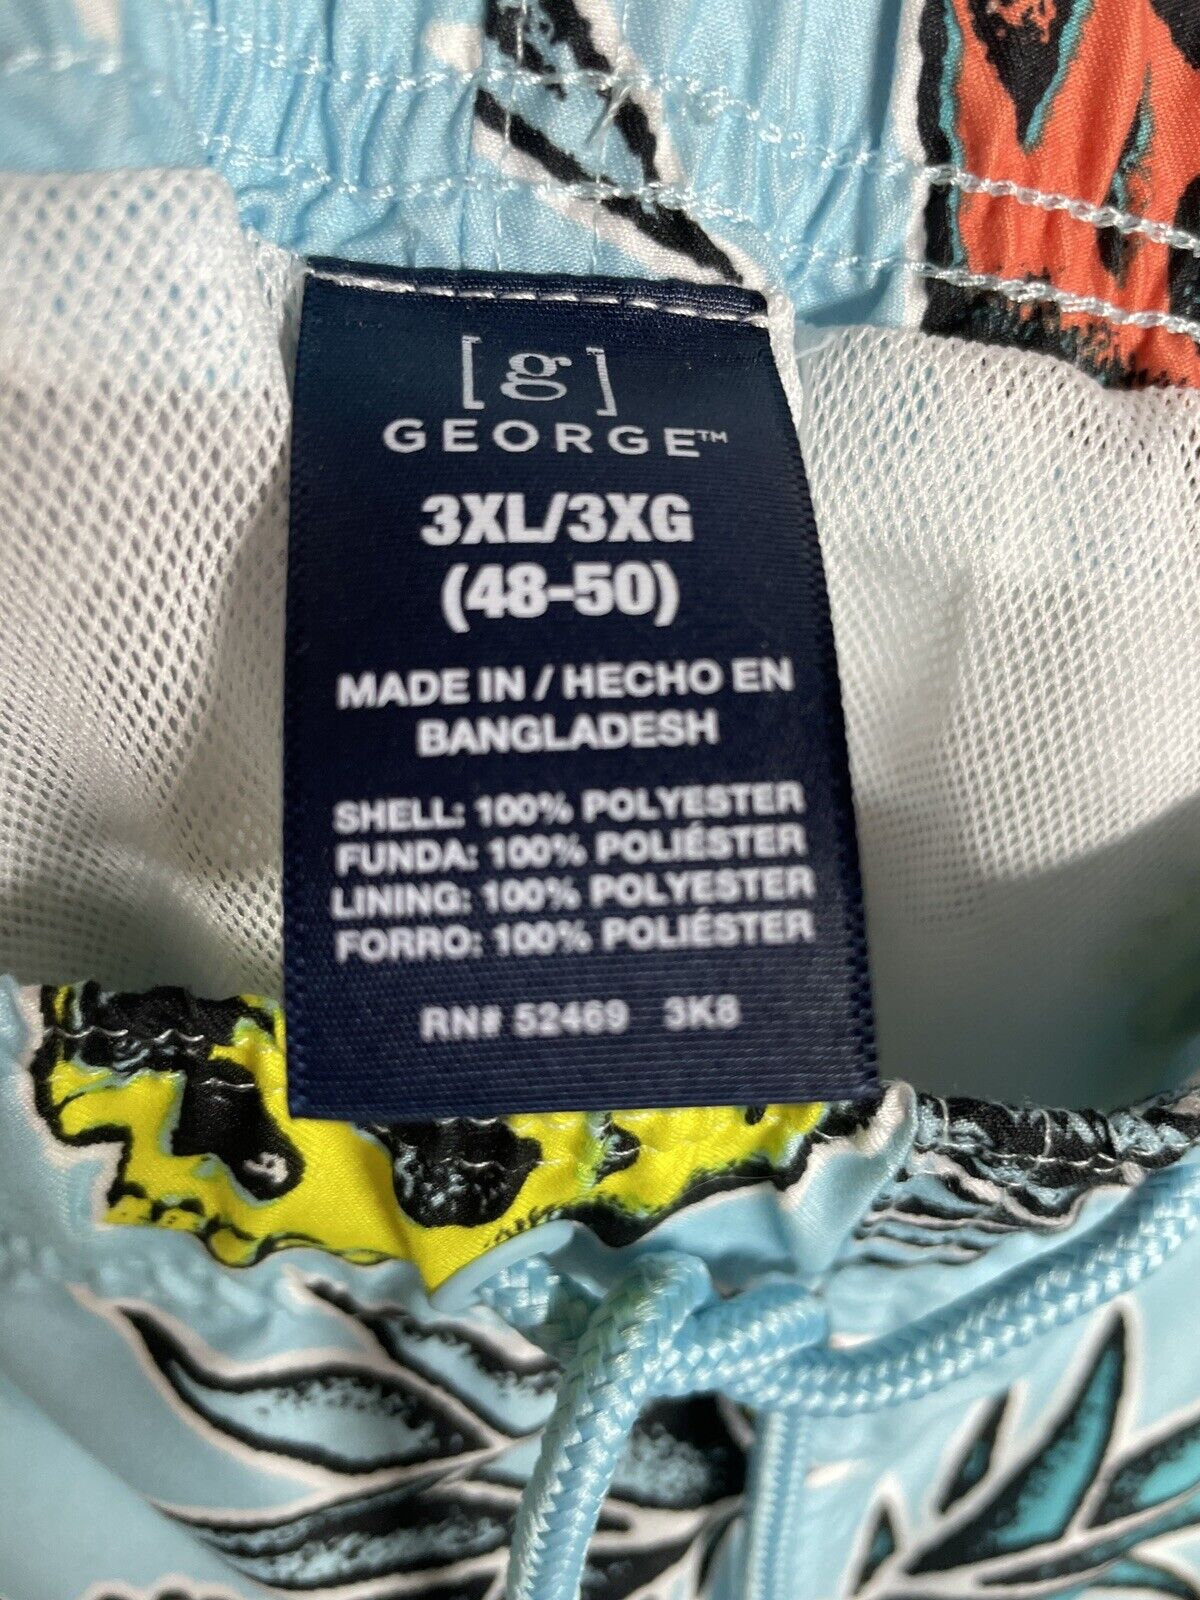 [g]
GEORGE™
3XL/3XG
(48-50)
MADE IN / HECHO EN
BANGLADESH
SHELL: 100% POLYESTER
FUNDA: 100% POLIÉSTER
LINING: 100% POLYESTER
FORRO: 100% POLIÉSTER
RN# 52469 3K8